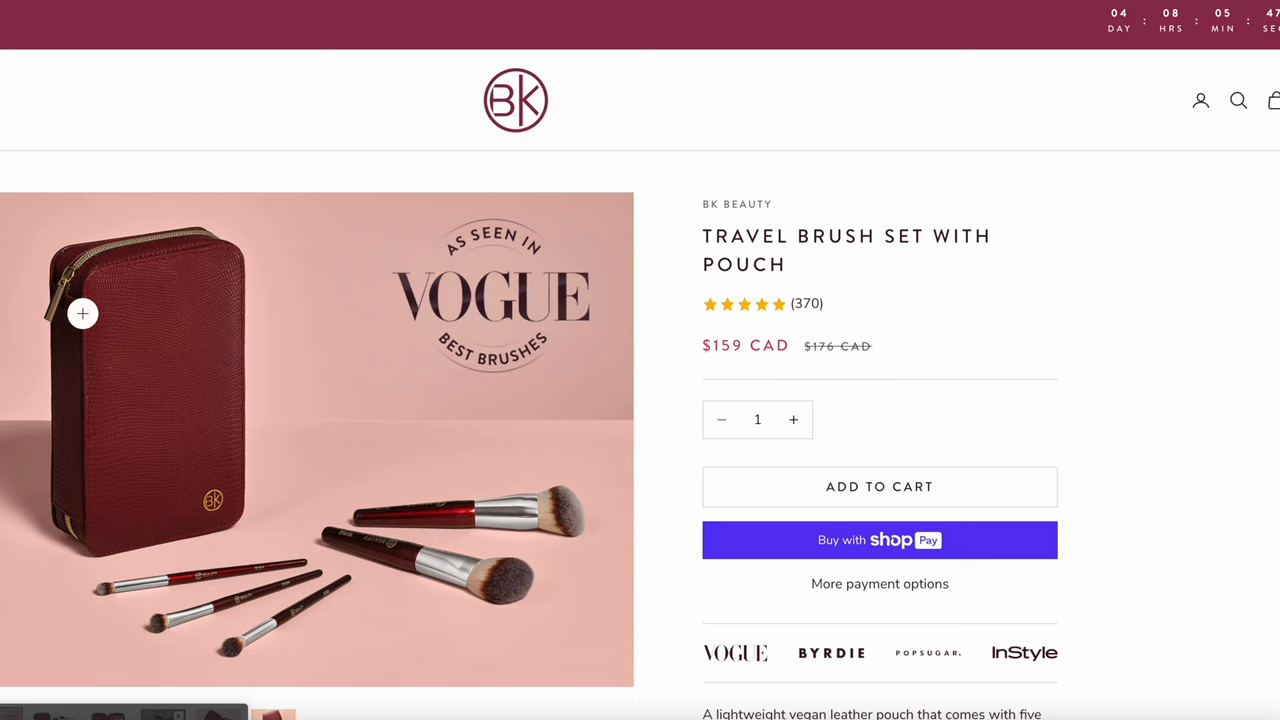 04 : 08 : 05 : 47
DAY HRS MIN SEC
BK
BK BEAUTY
TRAVEL BRUSH SET WITH
POUCH
(370)
$159 CAD $176 CAD
− 1 +
ADD TO CART
Buy with shop Pay
More payment options
VOGUE BYRDIE POPSUGAR. InStyle
A lightweight vegan leather pouch that comes with five
AS SEEN IN
VOGUE
BEST BRUSHES
BK